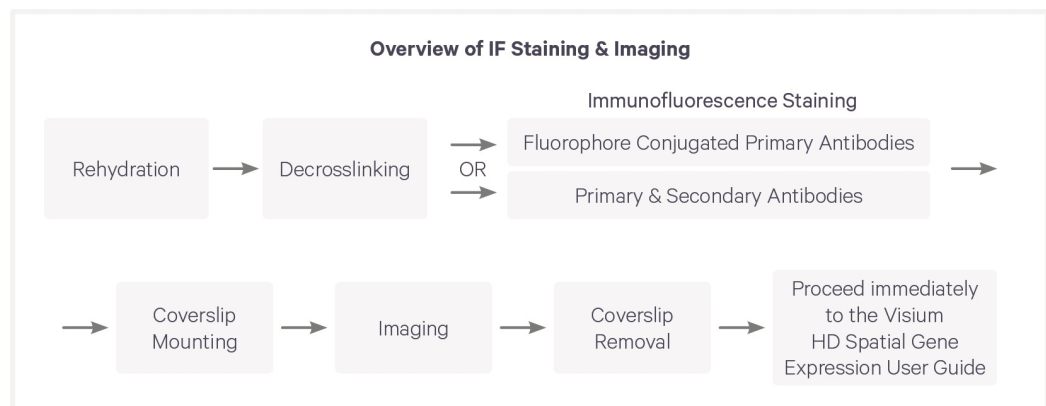 Overview of IF Staining & Imaging
Immunofluorescence Staining
Rehydration
Decrosslinking
OR
Fluorophore Conjugated Primary Antibodies
Primary & Secondary Antibodies
Coverslip
Mounting
Imaging
Coverslip
Removal
Proceed immediately
to the Visium
HD Spatial Gene
Expression User Guide